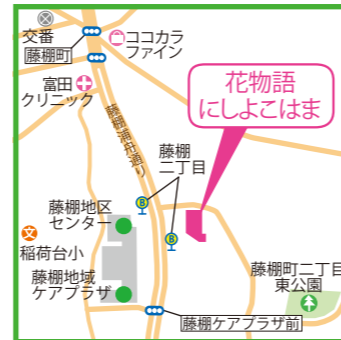 交番
藤棚町
ココカラ
ファイン
富田
クリニック
花物語
にしよこはま
藤棚浦舟通り
藤棚
二丁目
B
B
藤棚地区
センター
文
稲荷台小
藤棚地域
ケアプラザ
藤棚町二丁目
東公園
藤棚ケアプラザ前